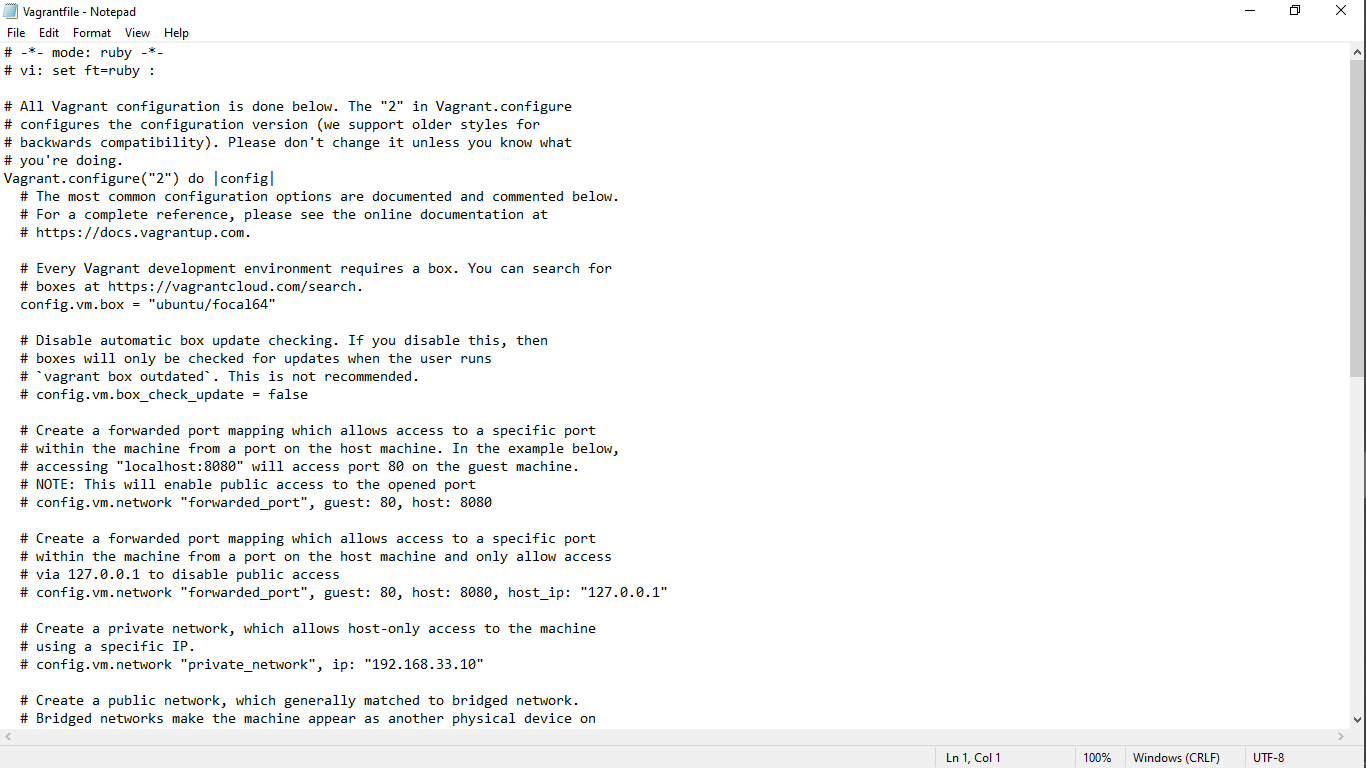 Vagrantfile - Notepad
File Edit Format View Help
# -*- mode: ruby -*-
# vi: set ft=ruby :
# All Vagrant configuration is done below. The "2" in Vagrant.configure
# configures the configuration version (we support older styles for
# backwards compatibility). Please don't change it unless you know what
# you're doing.
Vagrant.configure("2") do |config|
  # The most common configuration options are documented and commented below.
  # For a complete reference, please see the online documentation at
  # https://docs.vagrantup.com.
  # Every Vagrant development environment requires a box. You can search for
  # boxes at https://vagrantcloud.com/search.
  config.vm.box = "ubuntu/focal64"
  # Disable automatic box update checking. If you disable this, then
  # boxes will only be checked for updates when the user runs
  # `vagrant box outdated`. This is not recommended.
  # config.vm.box_check_update = false
  # Create a forwarded port mapping which allows access to a specific port
  # within the machine from a port on the host machine. In the example below,
  # accessing "localhost:8080" will access port 80 on the guest machine.
  # NOTE: This will enable public access to the opened port
  # config.vm.network "forwarded_port", guest: 80, host: 8080
  # Create a forwarded port mapping which allows access to a specific port
  # within the machine from a port on the host machine and only allow access
  # via 127.0.0.1 to disable public access
  # config.vm.network "forwarded_port", guest: 80, host: 8080, host_ip: "127.0.0.1"
  # Create a private network, which allows host-only access to the machine
  # using a specific IP.
  # config.vm.network "private_network", ip: "192.168.33.10"
  # Create a public network, which generally matched to bridged network.
  # Bridged networks make the machine appear as another physical device on
Ln 1, Col 1 100% Windows (CRLF) UTF-8